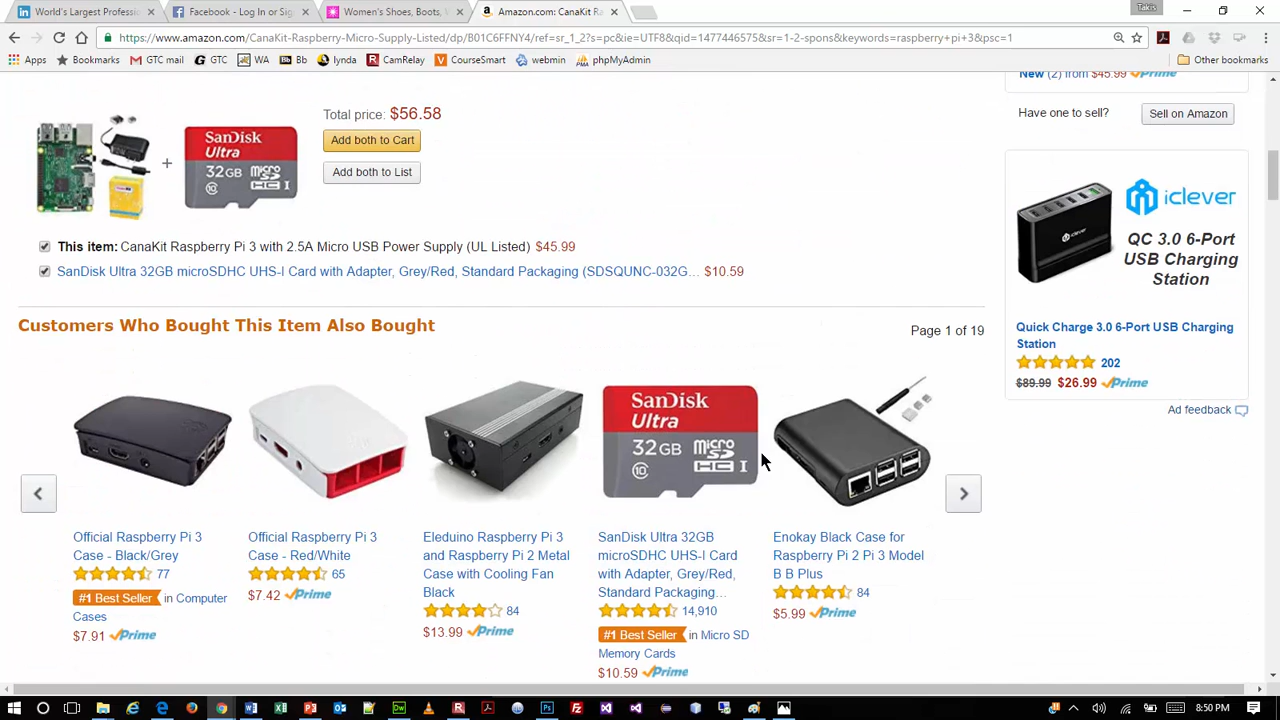 World's Largest Professi
Facebook - Log In or Sig
Women's Shoes, Boots,
Amazon.com: CanaKit Ra
Takis
https://www.amazon.com/CanaKit-Raspberry-Micro-Supply-Listed/dp/B01C6FFNY4/ref=sr_1_2?s=pc&ie=UTF8&qid=1477446575&sr=1-2-spons&keywords=raspberry+pi+3&psc=1
Apps Bookmarks GTC mail GTC WA Bb lynda CamRelay CourseSmart webmin phpMyAdmin Other bookmarks
New (2) from $45.99 Prime
Total price: $56.58
Have one to sell? Sell on Amazon
Add both to Cart
Add both to List
SanDisk
Ultra
32GB micro
HC I
This item: CanaKit Raspberry Pi 3 with 2.5A Micro USB Power Supply (UL Listed) $45.99
SanDisk Ultra 32GB microSDHC UHS-I Card with Adapter, Grey/Red, Standard Packaging (SDSQUNC-032G... $10.59
iclever
QC 3.0 6-Port
USB Charging
Station
Quick Charge 3.0 6-Port USB Charging
Station
202
$89.99 $26.99 Prime
Ad feedback
Customers Who Bought This Item Also Bought
Page 1 of 19
SanDisk
Ultra
32GB micro
10 HC I
Official Raspberry Pi 3
Case - Black/Grey
77
#1 Best Seller in Computer
Cases
$7.91 Prime
Official Raspberry Pi 3
Case - Red/White
65
$7.42 Prime
Eleduino Raspberry Pi 3
and Raspberry Pi 2 Metal
Case with Cooling Fan
Black
84
$13.99 Prime
SanDisk Ultra 32GB
microSDHC UHS-I Card
with Adapter, Grey/Red,
Standard Packaging...
14,910
#1 Best Seller in Micro SD
Memory Cards
$10.59 Prime
Enokay Black Case for
Raspberry Pi 2 Pi 3 Model
B B Plus
84
$5.99 Prime
8:50 PM